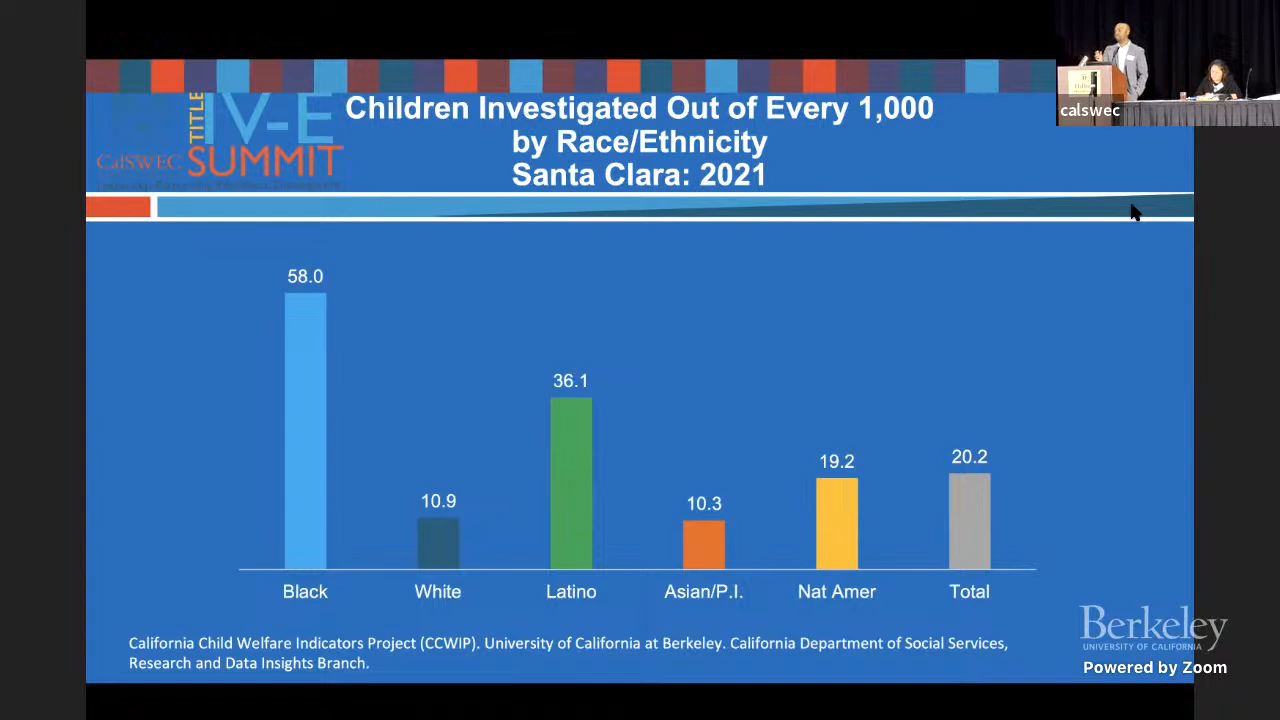 TITLE
IV-E
CalSWEC SUMMIT
Children Investigated Out of Every 1,000
by Race/Ethnicity
Santa Clara: 2021
calswec
58.0
10.9
36.1
10.3
19.2
20.2
Black
White
Latino
Asian/P.I.
Nat Amer
Total
California Child Welfare Indicators Project (CCWIP). University of California at Berkeley. California Department of Social Services,
Research and Data Insights Branch.
Berkeley
UNIVERSITY OF CALIFORNIA
Powered by Zoom